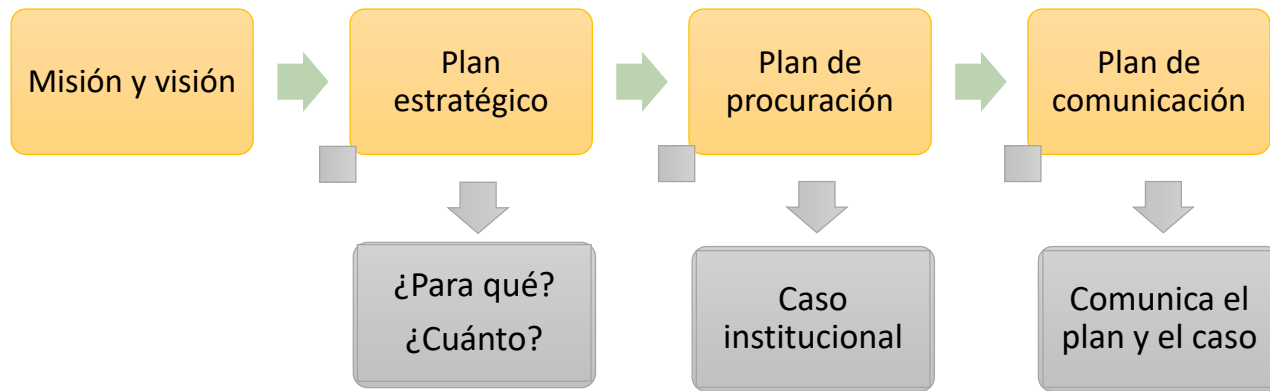 Misión y visión
Plan
estratégico
Plan de
procuración
Plan de
comunicación
¿Para qué?
¿Cuánto?
Caso
institucional
Comunica el
plan y el caso